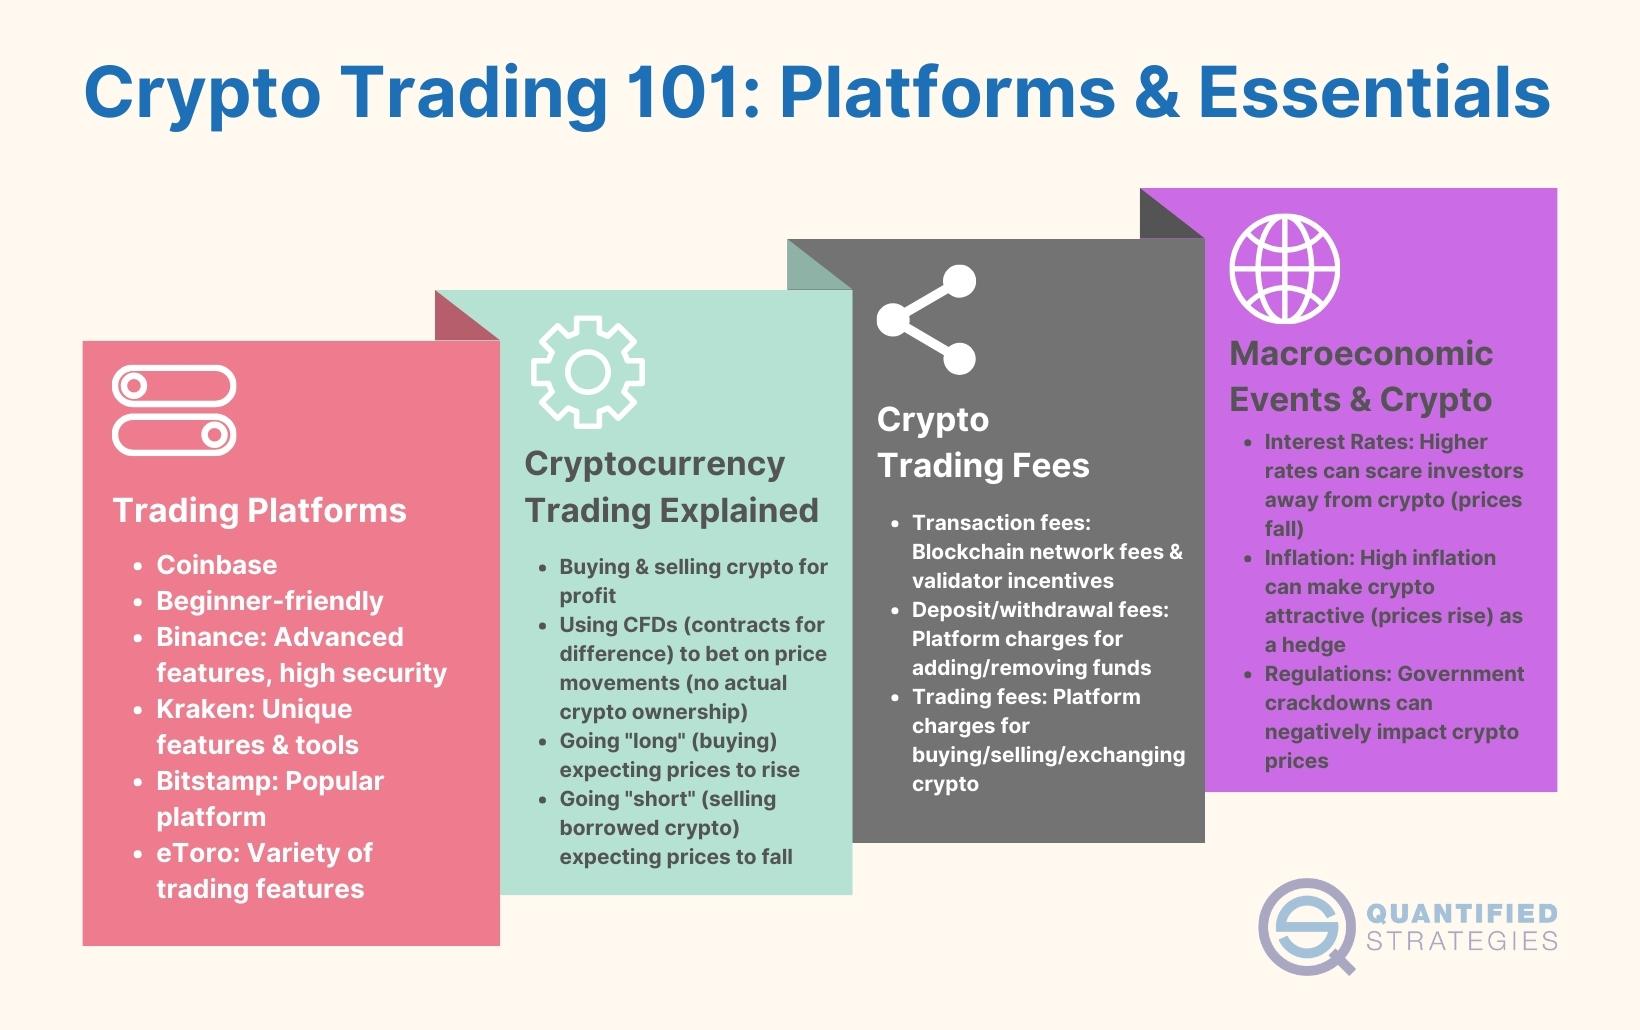 Crypto Trading 101: Platforms & Essentials
Trading Platforms
• Coinbase
• Beginner-friendly
• Binance: Advanced
features, high security
• Kraken: Unique
features & tools
• Bitstamp: Popular
platform
• eToro: Variety of
trading features
Cryptocurrency
Trading Explained
• Buying & selling crypto for
profit
• Using CFDs (contracts for
difference) to bet on price
movements (no actual
crypto ownership)
• Going "long" (buying)
expecting prices to rise
• Going "short" (selling
borrowed crypto)
expecting prices to fall
Crypto
Trading Fees
• Transaction fees:
Blockchain network fees &
validator incentives
• Deposit/withdrawal fees:
Platform charges for
adding/removing funds
• Trading fees: Platform
charges for
buying/selling/exchanging
crypto
Macroeconomic
Events & Crypto
• Interest Rates: Higher
rates can scare investors
away from crypto (prices
fall)
• Inflation: High inflation
can make crypto
attractive (prices rise) as
a hedge
• Regulations: Government
crackdowns can
negatively impact crypto
prices
QUANTIFIED
STRATEGIES